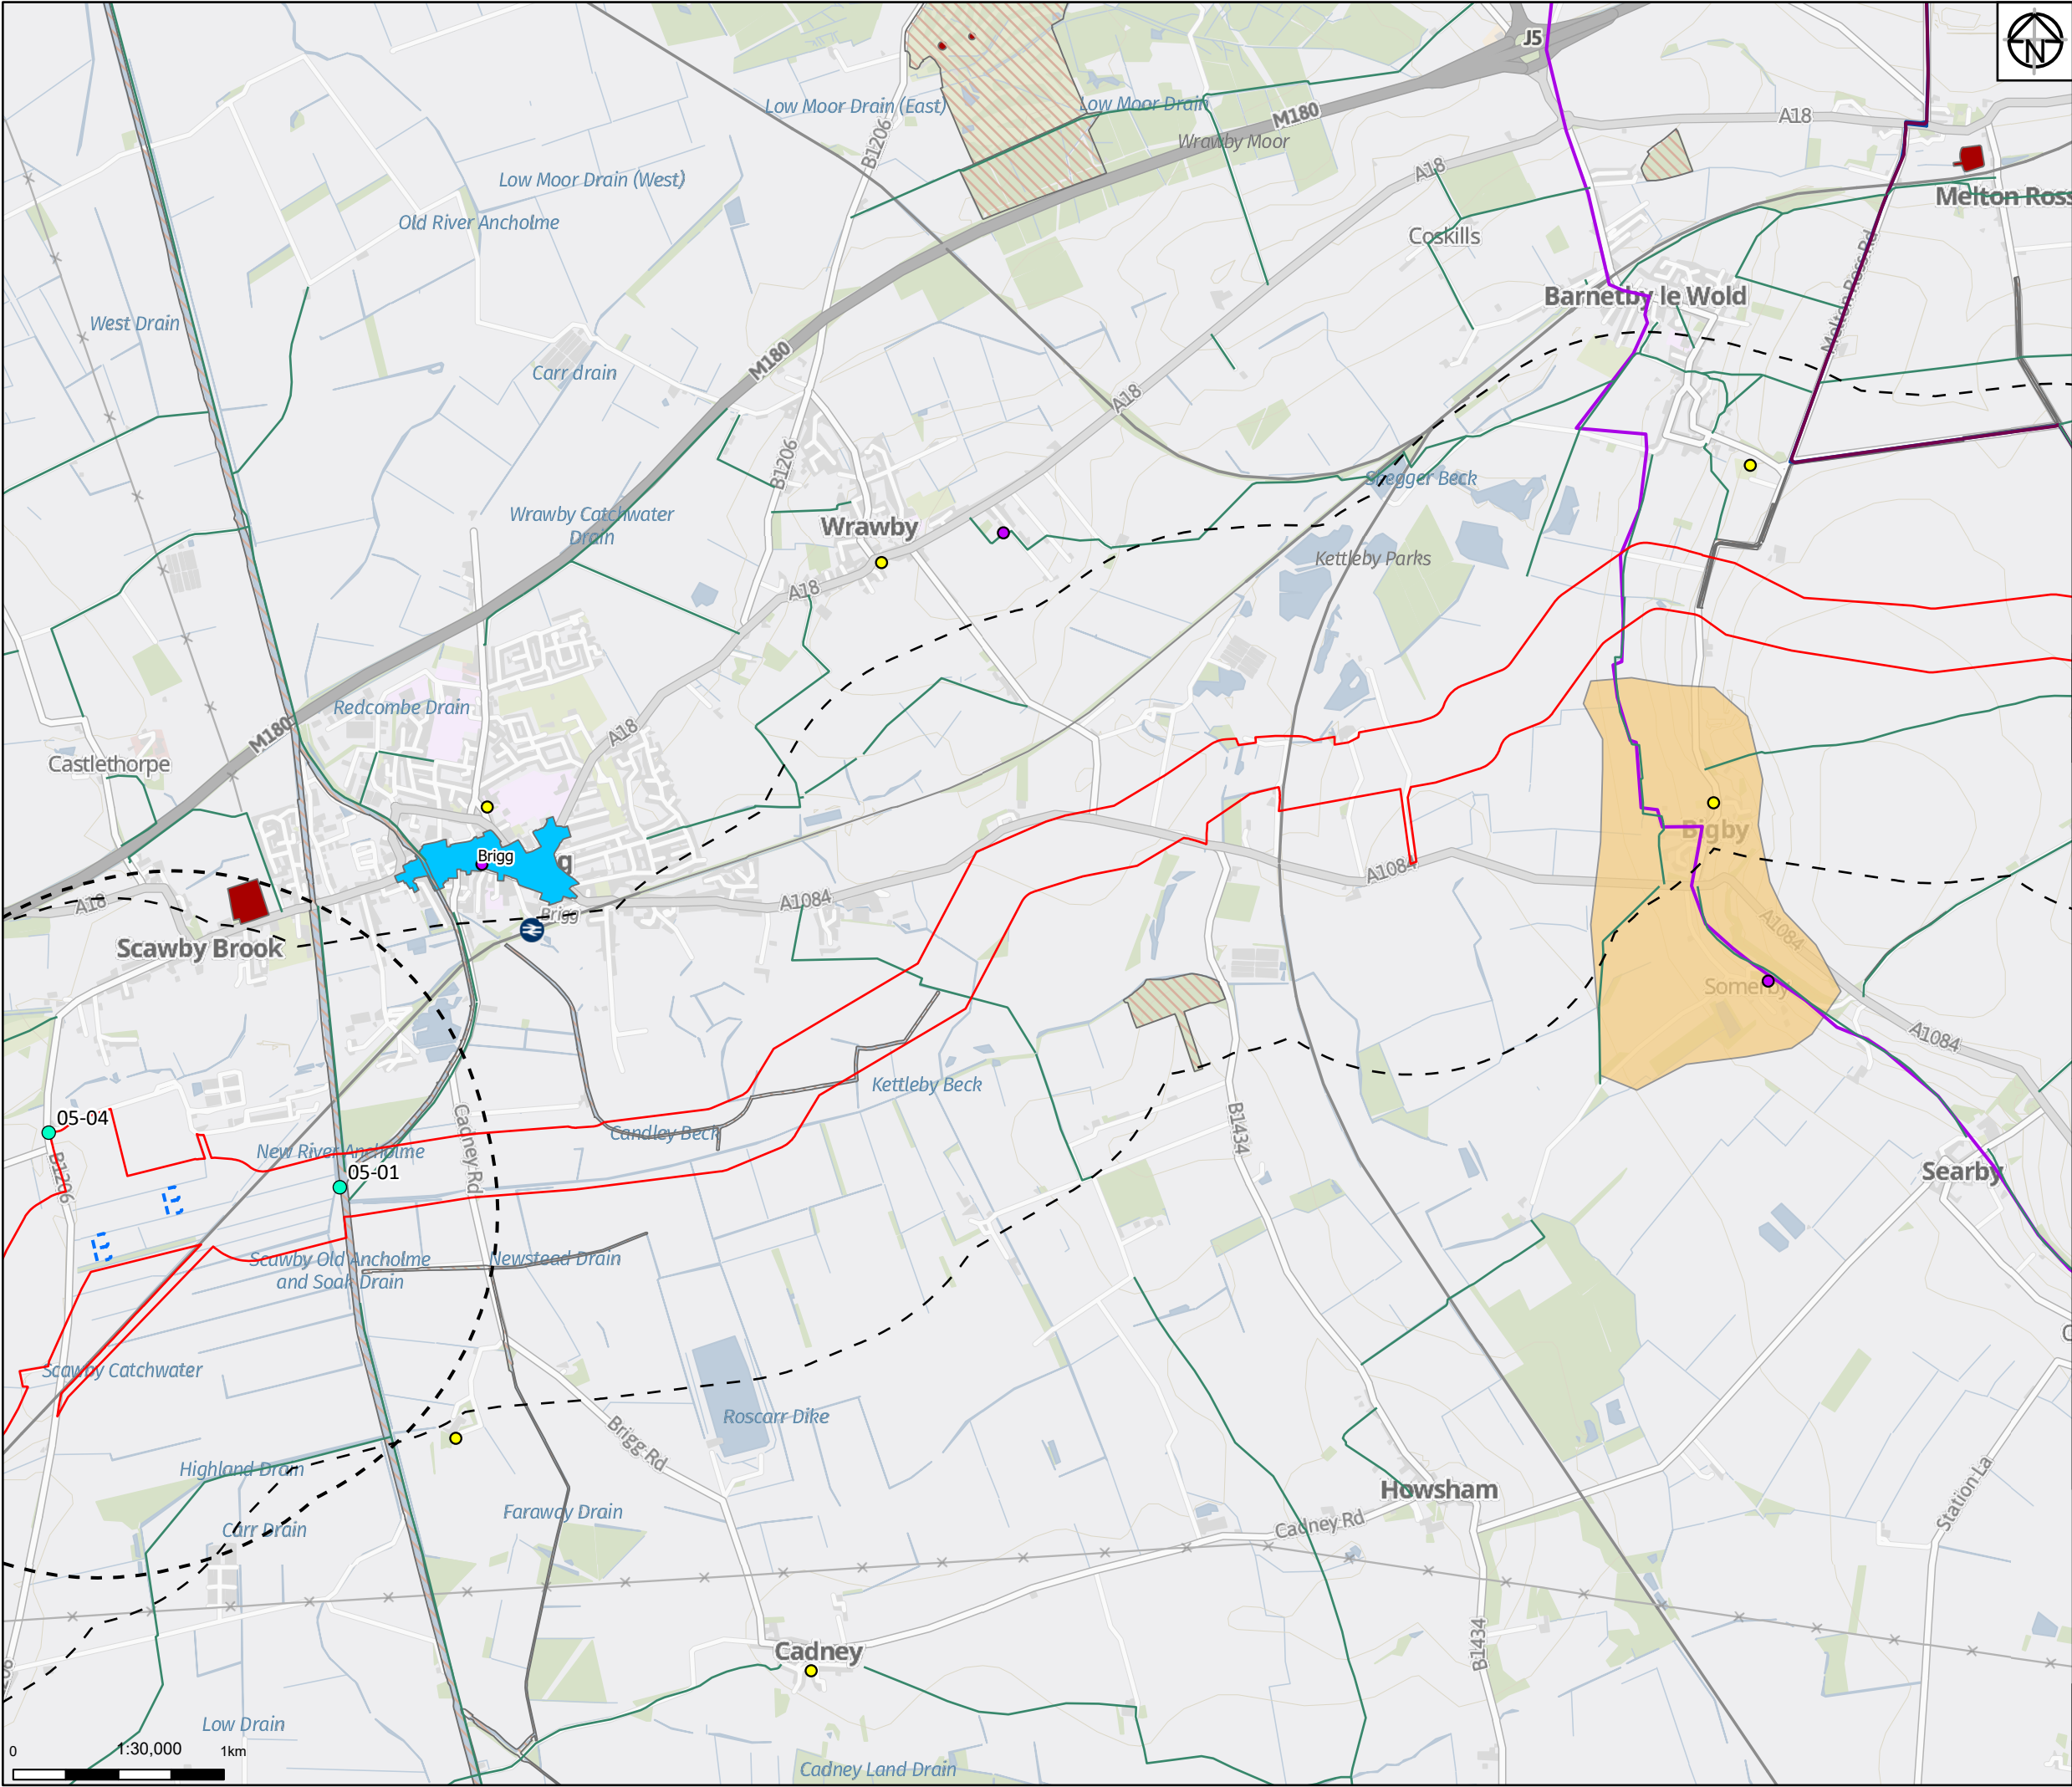 J5
N
Low Moor Drain (East)
Low Moor Drain
M180
A18
B1206
Wrawby Moor
A18
Low Moor Drain (West)
Melton Ross
Old River Ancholme
Coskills
Melton Ross Rd
Barnetby le Wold
West Drain
M180
Carr drain
A18
B1206
Skegger Beck
Wrawby Catchwater
Drain
Wrawby
Kettleby Parks
A18
Redcombe Drain
M180
A18
Castlethorpe
Bigby
Brigg
g
A1084
A18
A1084
Brigg
A1084
Scawby Brook
Somerby
A1084
Kettleby Beck
05-04
Cadney Rd
B1434
Candley Beck
New River Ancholme
05-01
B1206
Searby
Scawby Old Ancholme
and Soak Drain
Newstead Drain
Scawby Catchwater
Roscarr Dike
Brigg Rd
Highland Drain
Howsham
Station La
Faraway Drain
Cadney Rd
Carr Drain
B1434
Cadney
Low Drain
0
1:30,000
1km
Cadney Land Drain